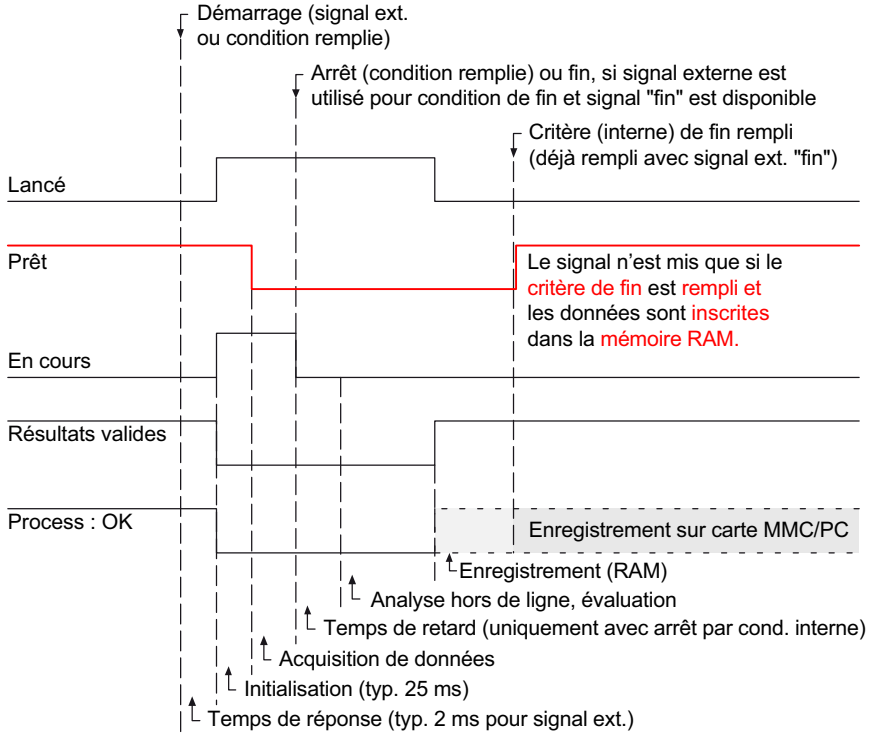 Démarrage (signal ext.
ou condition remplie)
Arrêt (condition remplie) ou fin, si signal externe est
utilisé pour condition de fin et signal "fin" est disponible
Critère (interne) de fin rempli
(déjà rempli avec signal ext. "fin")
Lancé
Prêt
Le signal n’est mis que si le
critère de fin est rempli et
les données sont inscrites
dans la mémoire RAM.
En cours
Résultats valides
Process : OK
Enregistrement sur carte MMC/PC
Enregistrement (RAM)
Analyse hors de ligne, évaluation
Temps de retard (uniquement avec arrêt par cond. interne)
Acquisition de données
Initialisation (typ. 25 ms)
Temps de réponse (typ. 2 ms pour signal ext.)